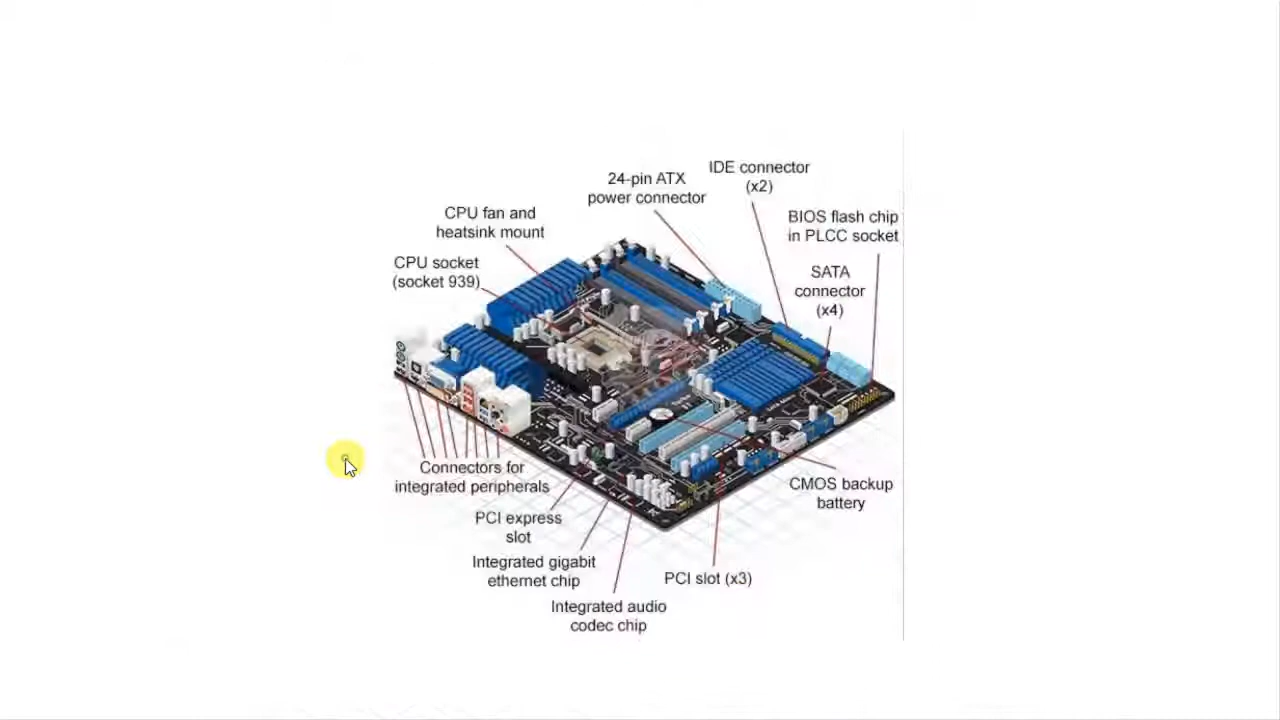 IDE connector
(x2)
24-pin ATX
power connector
BIOS flash chip
in PLCC socket
CPU fan and
heatsink mount
CPU socket
(socket 939)
SATA
connector
(x4)
Connectors for
integrated peripherals
CMOS backup
battery
PCI express
slot
Integrated gigabit
ethernet chip
PCI slot (x3)
Integrated audio
codec chip